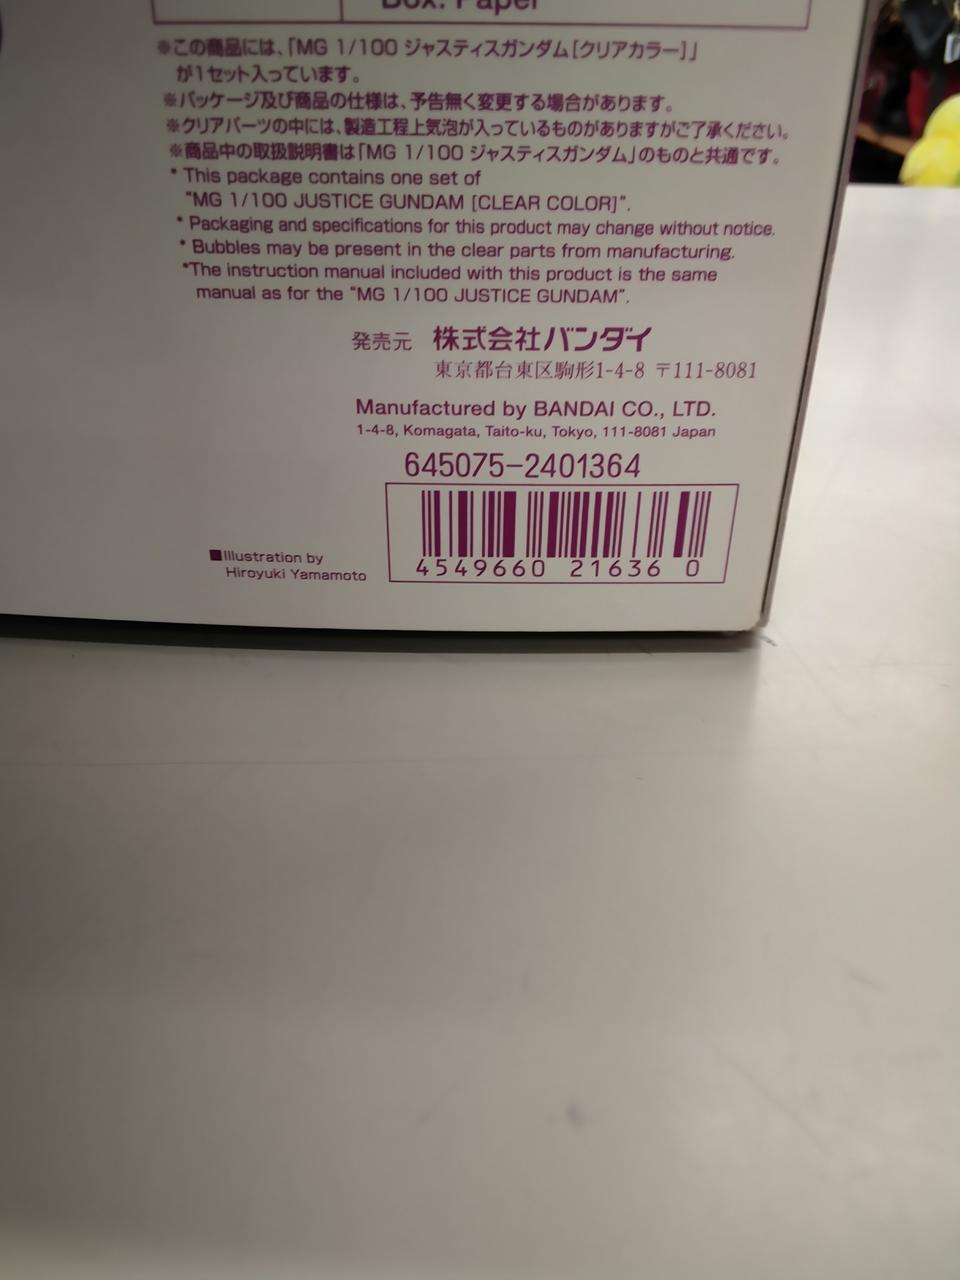 Box: Paper
※この商品には、「MG 1/100 ジャスティスガンダム[クリアカラー]」
が1セット入っています。
※パッケージ及び商品の仕様は、予告無く変更する場合があります。
※クリアパーツの中には、製造工程上気泡が入っているものがありますがご了承ください。
※商品中の取扱説明書は「MG 1/100 ジャスティスガンダム」のものと共通です。
* This package contains one set of
"MG 1/100 JUSTICE GUNDAM [CLEAR COLOR]".
* Packaging and specifications for this product may change without notice.
* Bubbles may be present in the clear parts from manufacturing.
*The instruction manual included with this product is the same
manual as for the "MG 1/100 JUSTICE GUNDAM".
発売元 株式会社バンダイ
東京都台東区駒形1-4-8 〒111-8081
Manufactured by BANDAI CO., LTD.
1-4-8, Komagata, Taito-ku, Tokyo, 111-8081 Japan
645075-2401364
4549660 21636 0
■Illustration by
Hiroyuki Yamamoto